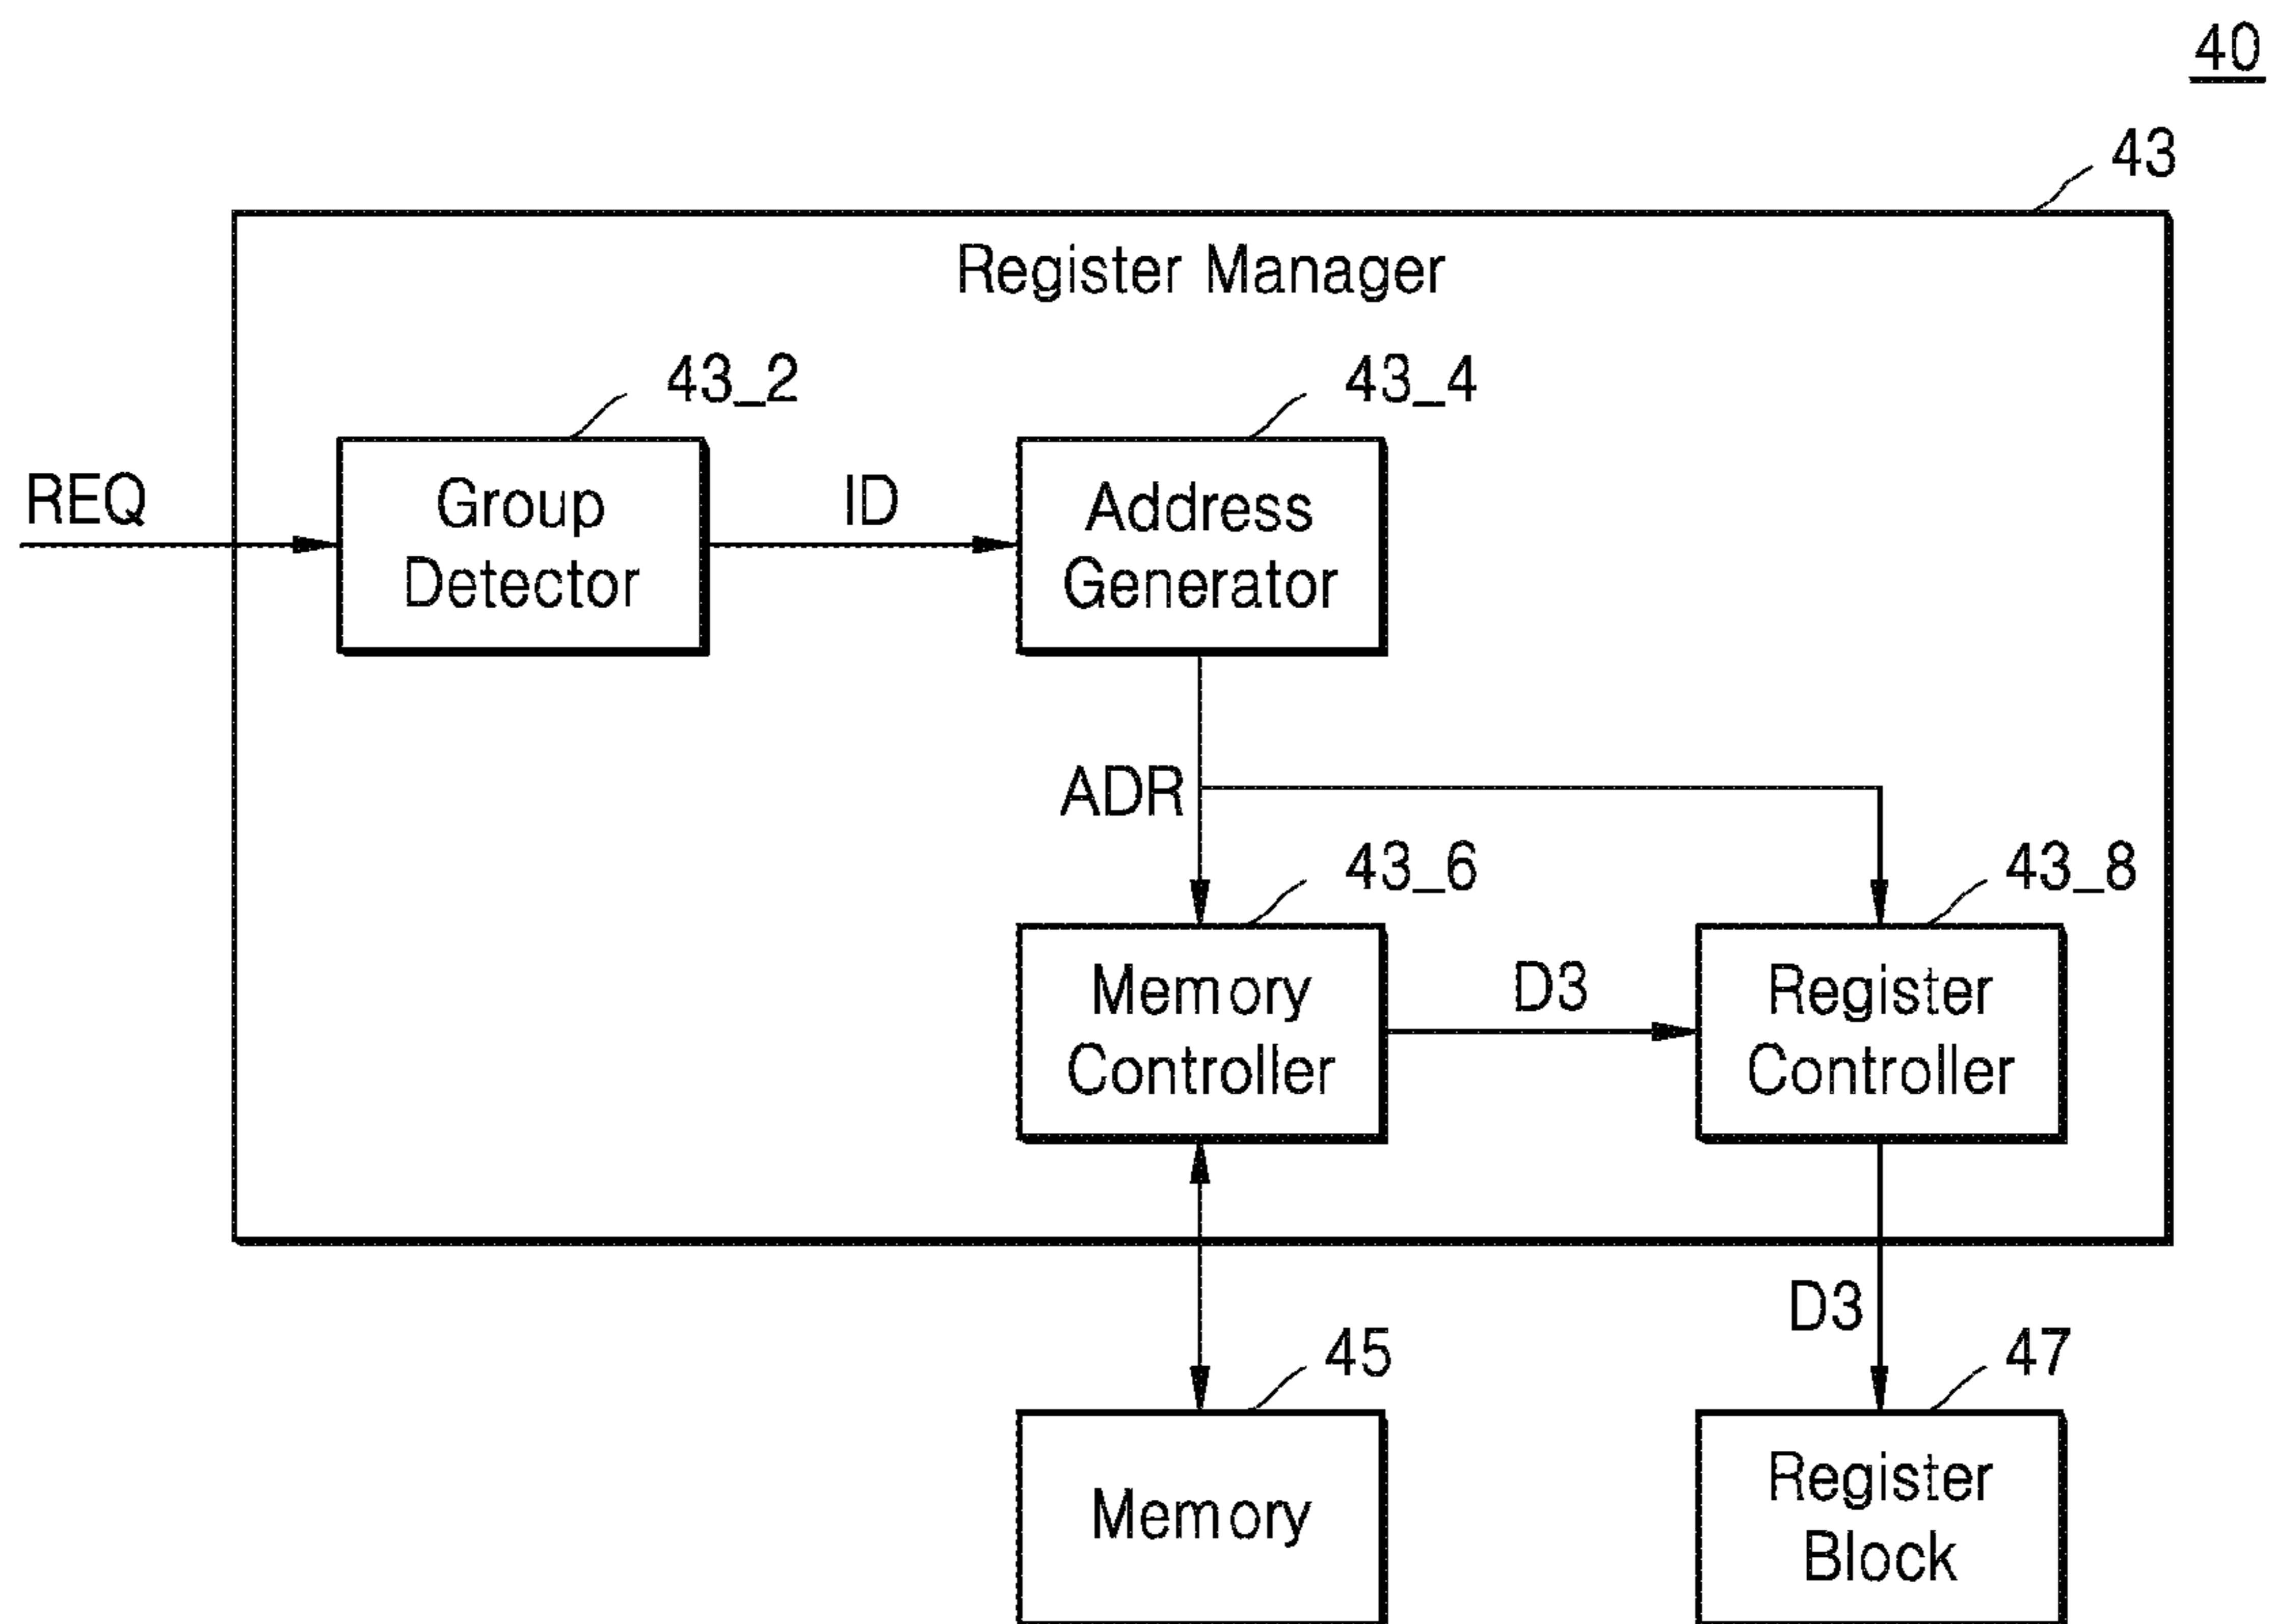 40
43
Register Manager
43_2
43_4
REQ
Group
Detector
ID
Address
Generator
ADR
43_6
43_8
Memory
Controller
D3
Register
Controller
D3
45
47
Memory
Register
Block